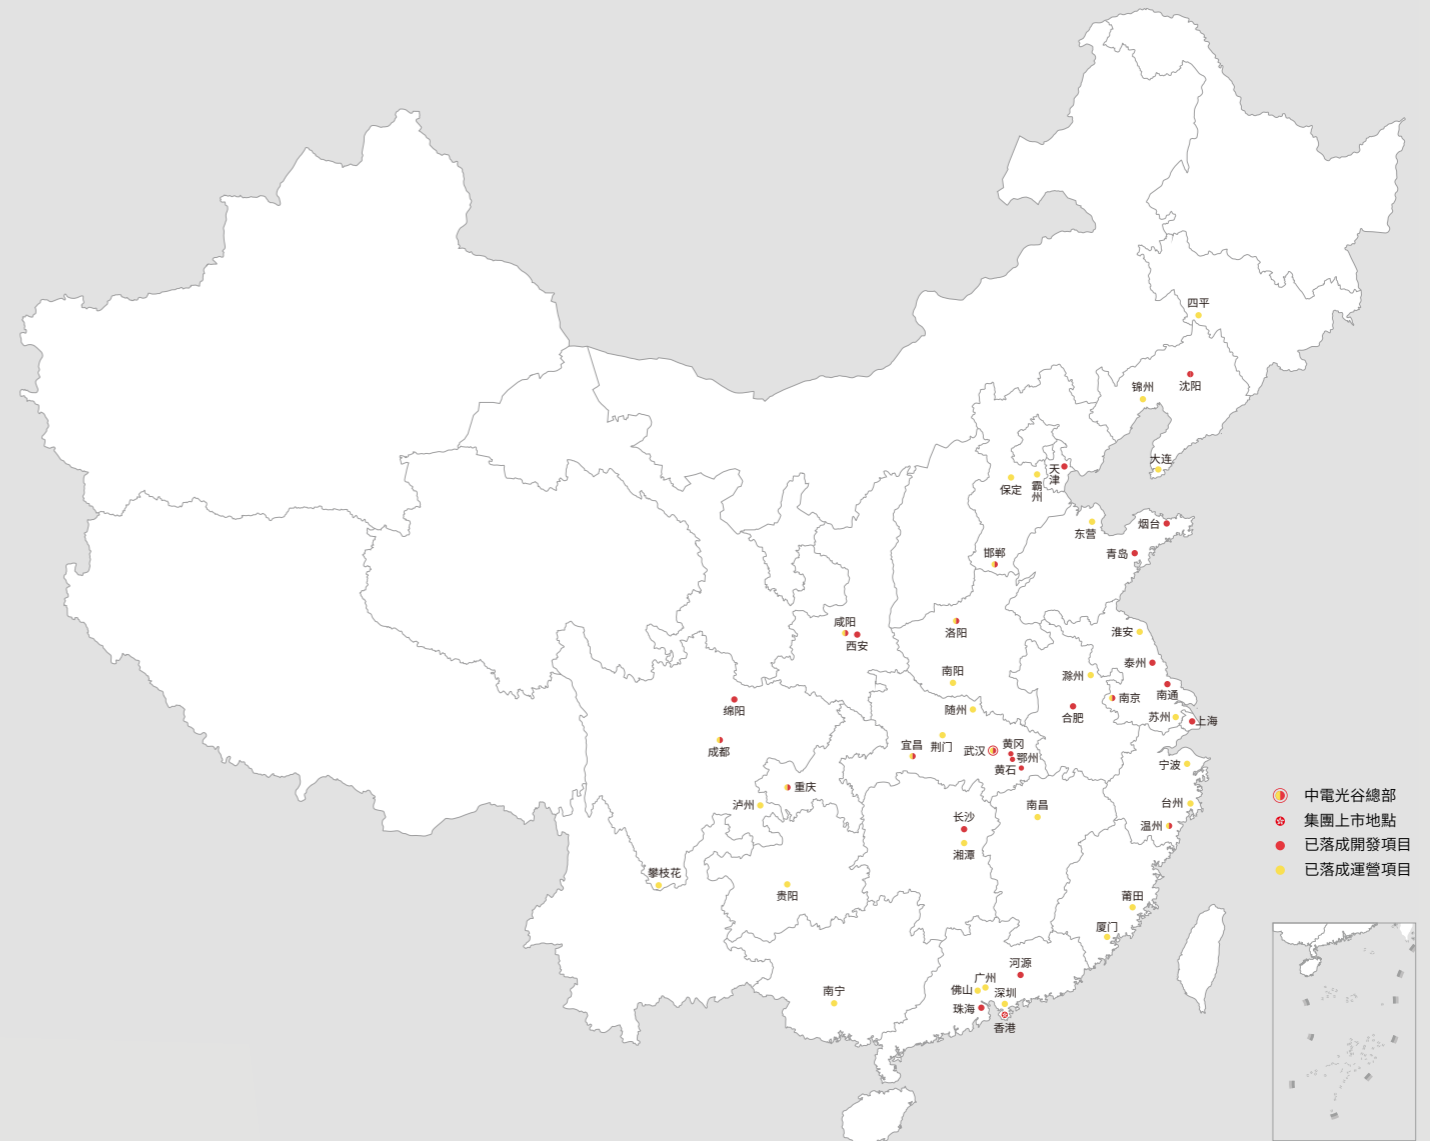 四平
沈阳
锦州
大连
天津
霸州
保定
东营
烟台
青岛
邯郸
咸阳
西安
洛阳
淮安
泰州
南阳
滁州
南京
南通
绵阳
随州
合肥
苏州
上海
成都
宜昌
荆门
武汉
黄冈
鄂州
黄石
宁波
重庆
泸州
长沙
南昌
台州
温州
湘潭
攀枝花
贵阳
莆田
厦门
河源
广州
佛山
深圳
南宁
珠海
香港
中電光谷總部
集團上市地點
已落成開發項目
已落成運營項目